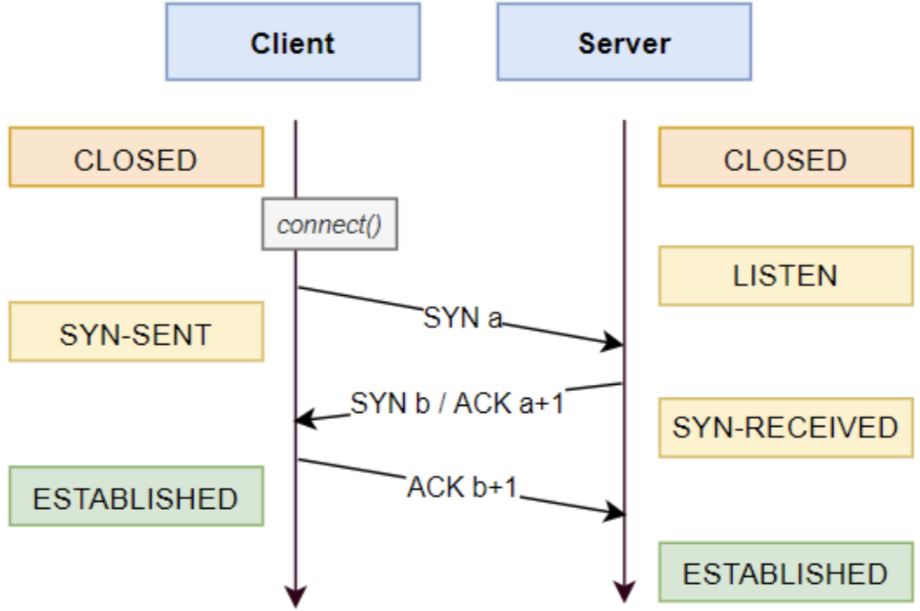 Client
Server
CLOSED
CLOSED
connect()
LISTEN
SYN a
SYN-SENT
SYN b / ACK a+1
SYN-RECEIVED
ACK b+1
ESTABLISHED
ESTABLISHED